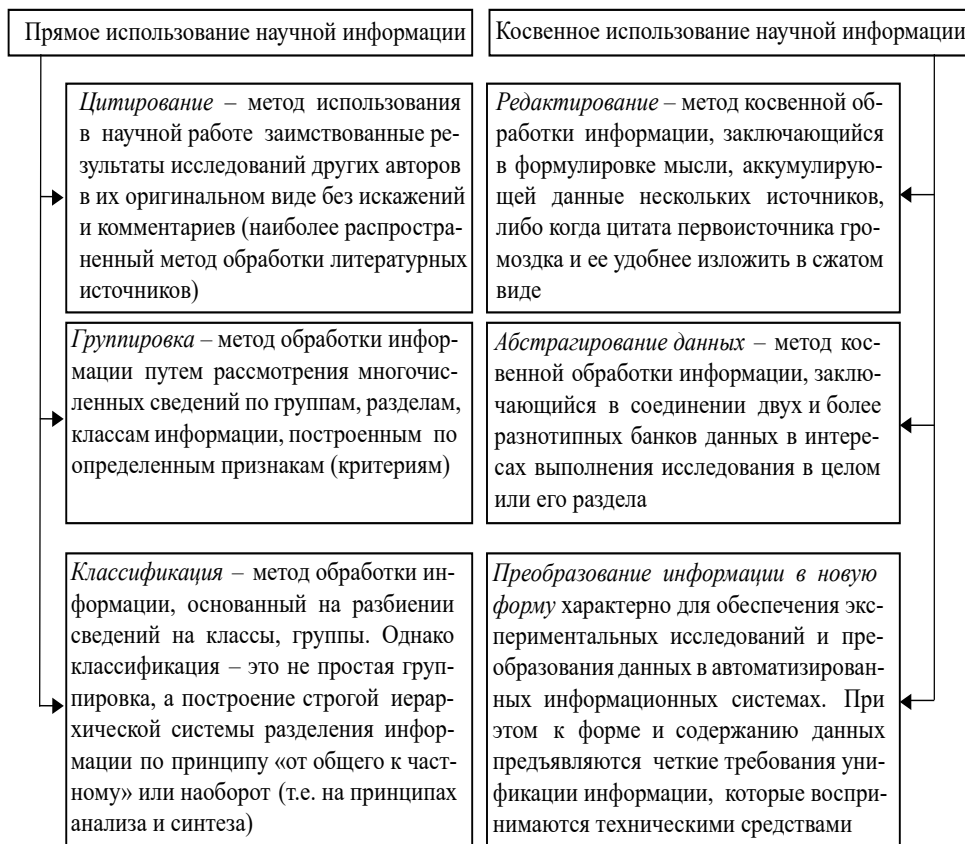 Прямое использование научной информации
Цитирование – метод использования
в научной работе заимствованные ре-
зультаты исследований других авторов
в их оригинальном виде без искажений
и комментариев (наиболее распростра-
ненный метод обработки литературных
источников)
Группировка – метод обработки инфор-
мации путем рассмотрения многочис-
ленных сведений по группам, разделам,
классам информации, построенным по
определенным признакам (критериям)
Классификация – метод обработки ин-
формации, основанный на разбиении
сведений на классы, группы. Однако
классификация – это не простая груп-
пировка, а построение строгой иерар-
хической системы разделения инфор-
мации по принципу «от общего к част-
ному» или наоборот (т.е. на принципах
анализа и синтеза)
Косвенное использование научной информации
Редактирование – метод косвенной об-
работки информации, заключающийся
в формулировке мысли, аккумулирую-
щей данные нескольких источников,
либо когда цитата первоисточника гро-
моздка и ее удобнее изложить в сжатом
виде
Абстрагирование данных – метод кос-
венной обработки информации, заклю-
чающийся в соединении двух и более
разнотипных банков данных в интере-
сах выполнения исследования в целом
или его раздела
Преобразование информации в новую
форму характерно для обеспечения экс-
периментальных исследований и пре-
образования данных в автоматизирован-
ных информационных системах. При
этом к форме и содержанию данных
предъявляются четкие требования уни-
фикации информации, которые воспри-
нимаются техническими средствами